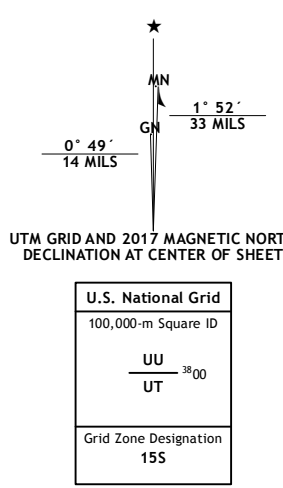 ★
MN
1° 52´
33 MILS
GN
0° 49´
14 MILS
UTM GRID AND 2017 MAGNETIC NORT
DECLINATION AT CENTER OF SHEET
U.S. National Grid
100,000-m Square ID
UU
3800
UT
Grid Zone Designation
15S